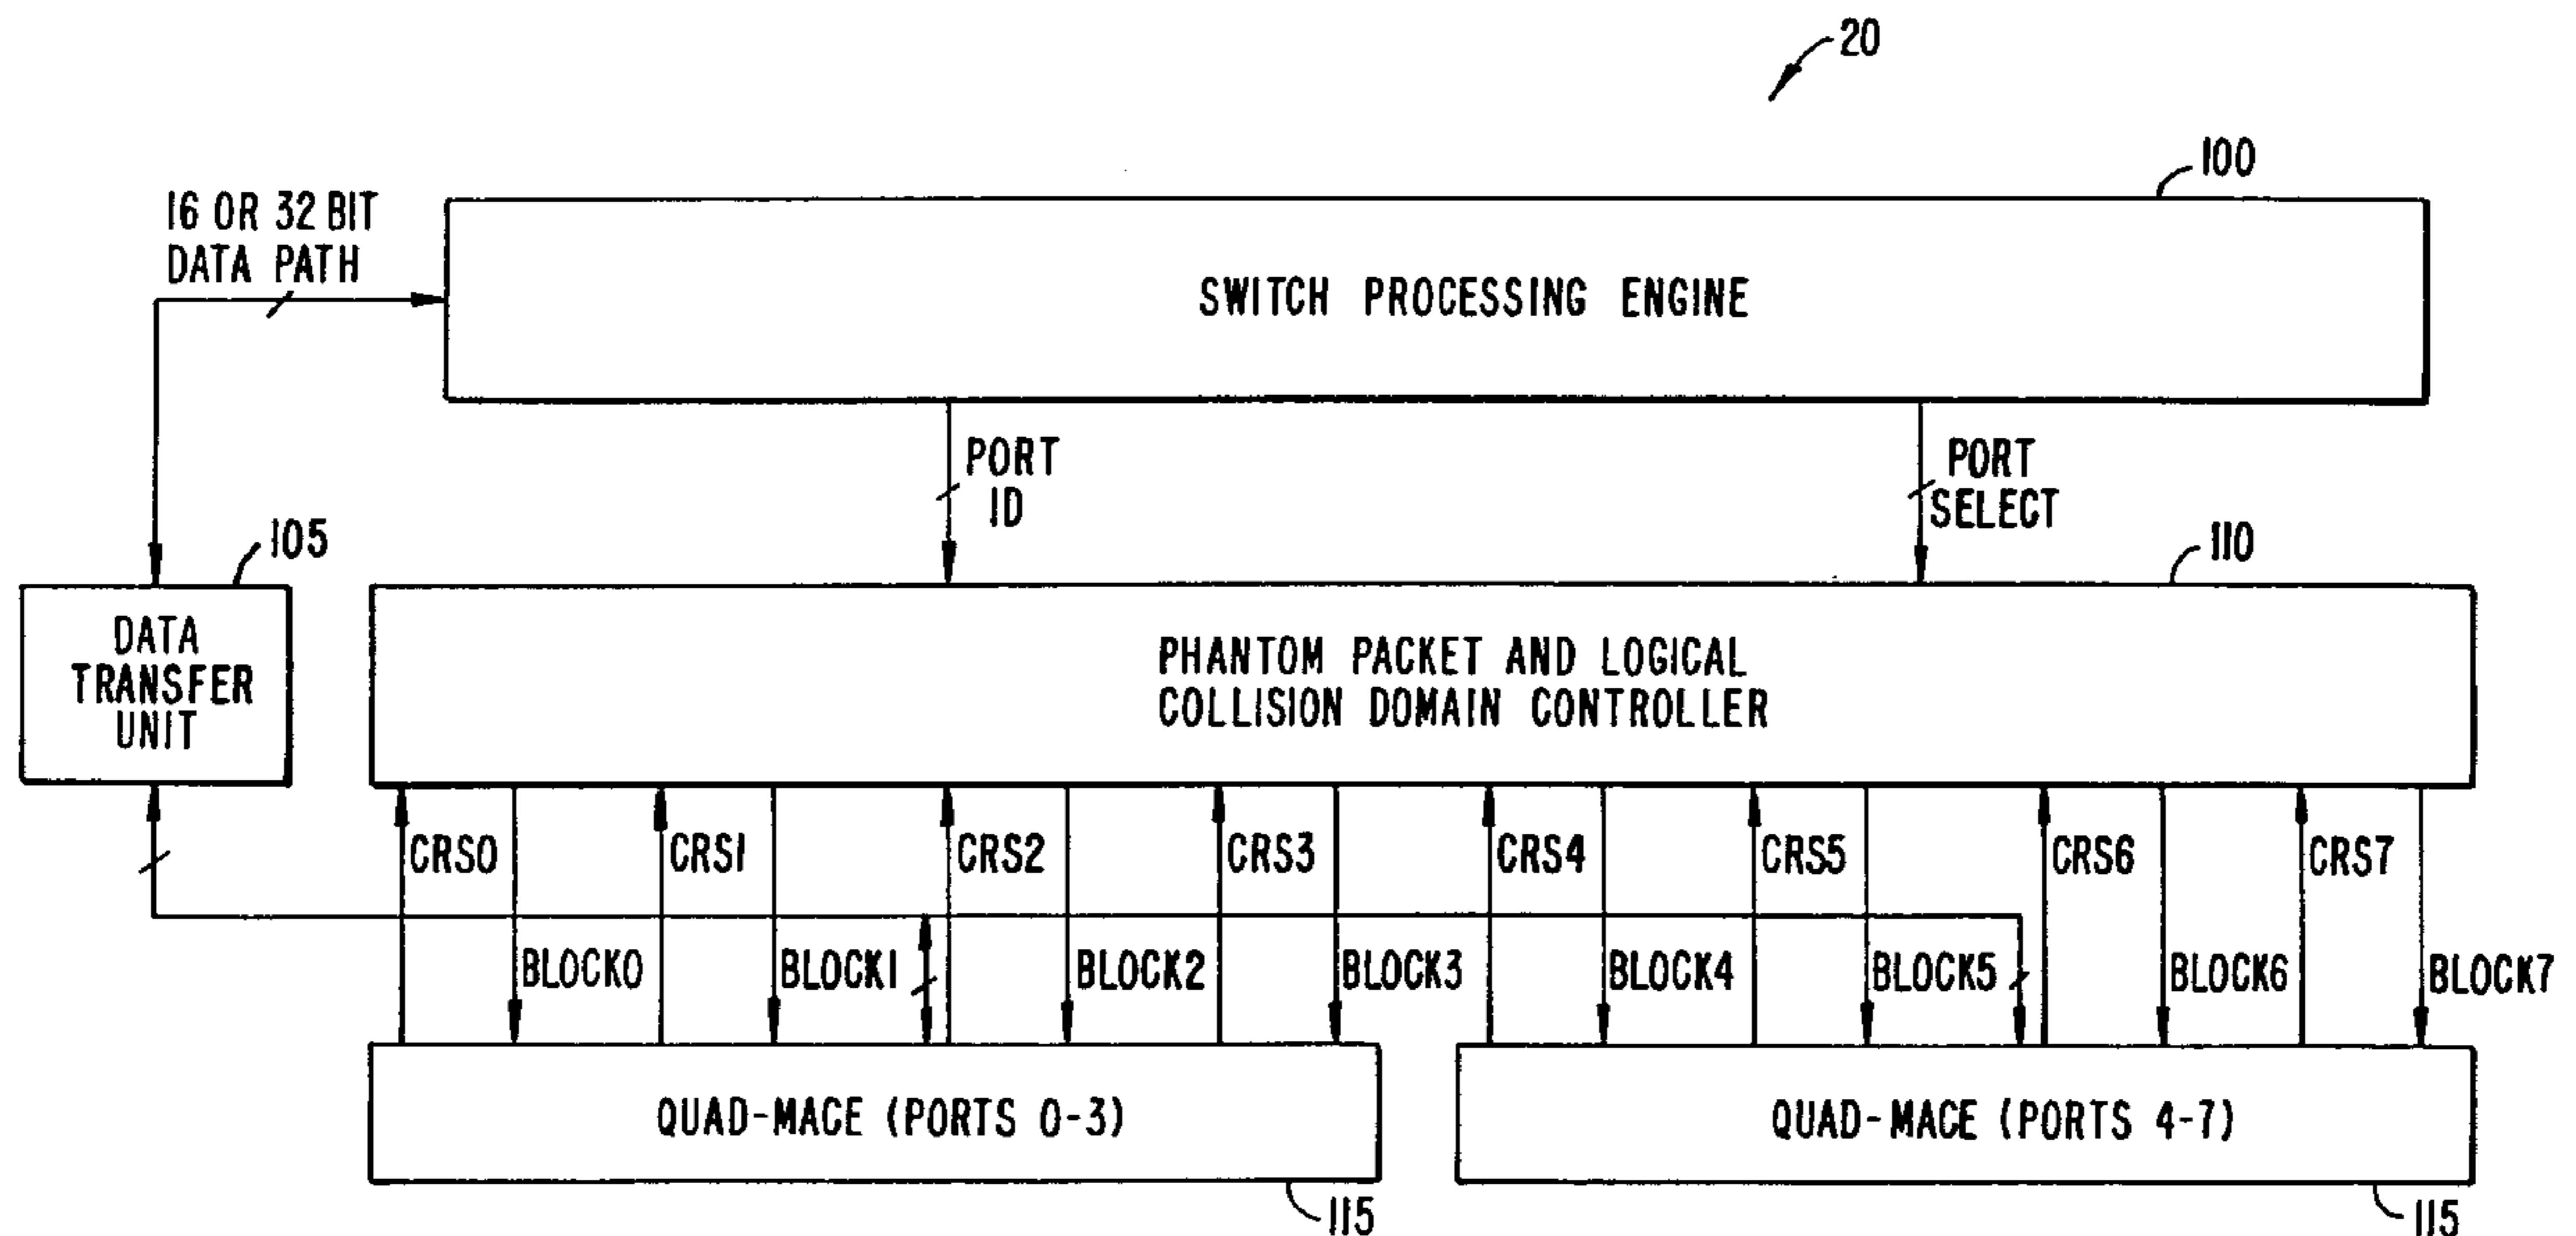 20
100
16 OR 32 BIT
DATA PATH
SWITCH PROCESSING ENGINE
PORT
ID
PORT
SELECT
105
110
DATA
TRANSFER
UNIT
PHANTOM PACKET AND LOGICAL
COLLISION DOMAIN CONTROLLER
CRS0
CRS1
CRS2
CRS3
CRS4
CRS5
CRS6
CRS7
BLOCK0
BLOCK1
BLOCK2
BLOCK3
BLOCK4
BLOCK5
BLOCK6
BLOCK7
QUAD-MACE (PORTS 0-3)
QUAD-MACE (PORTS 4-7)
115
115